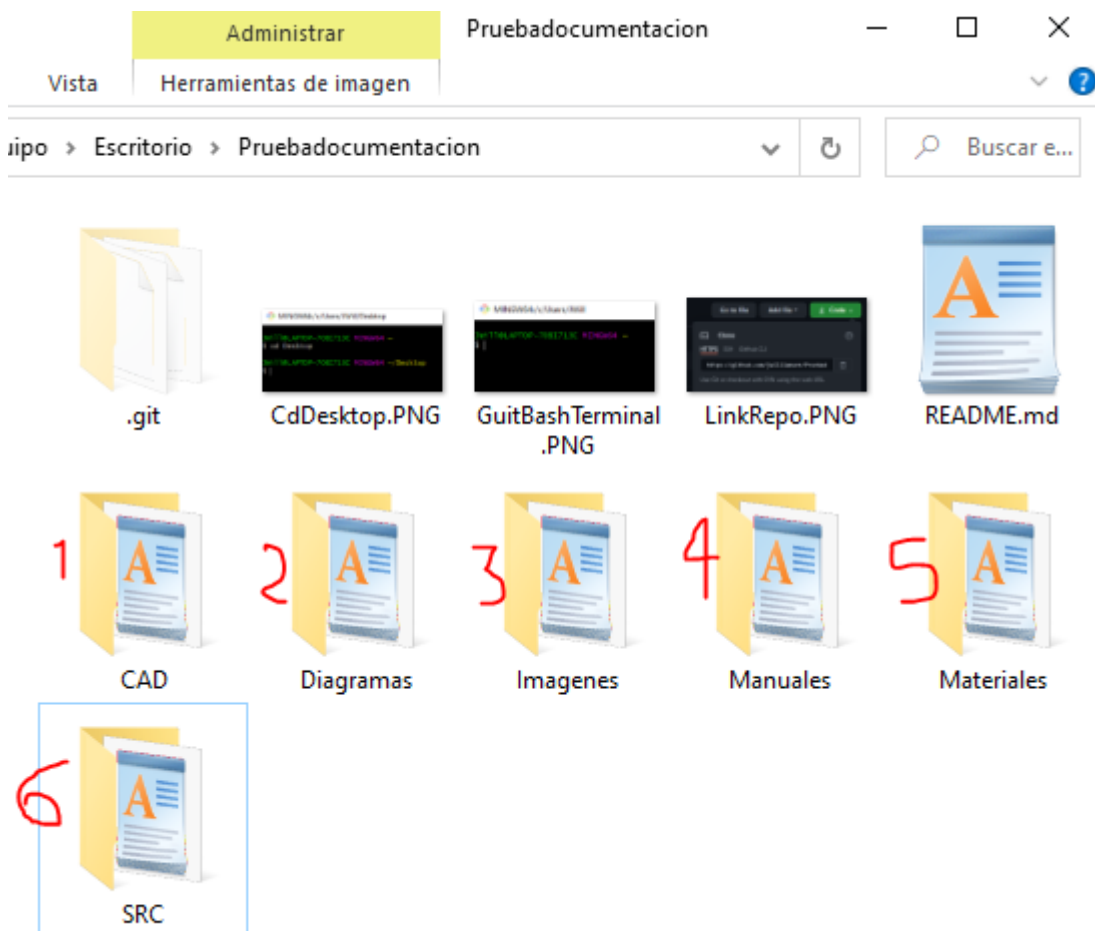 Administrar
Pruebadocumentacion
Vista
Herramientas de imagen
uipo > Escritorio > Pruebadocumentacion
Buscar e...
.git
CdDesktop.PNG
GuitBashTerminal
.PNG
LinkRepo.PNG
README.md
1
2
3
4
5
CAD
Diagramas
Imagenes
Manuales
Materiales
6
SRC